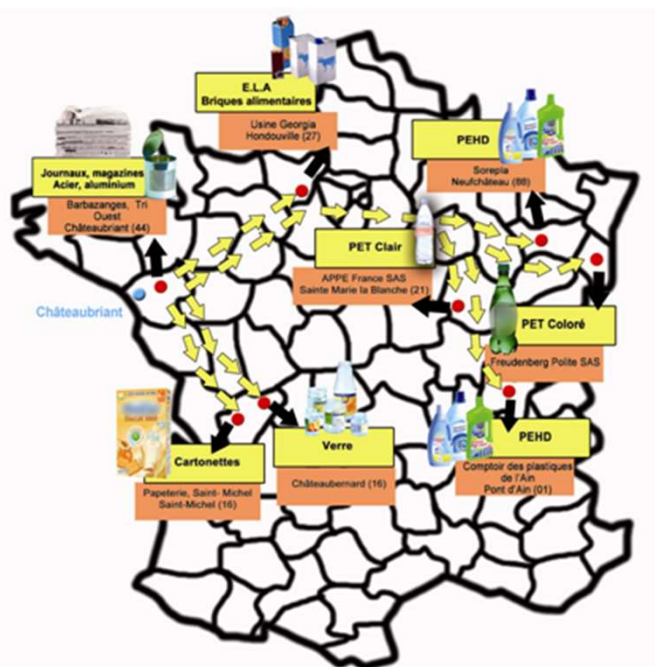 E.L.A
Briques alimentaires
Usine Georgia
Hondouville (27)
PEHD
Sorepla
Neufchâteau (88)
Journaux, magazines
Acier, aluminium
Barbazanges, Tri
Ouest
Châteaubriant (44)
PET Clair
APPE France SAS
Sainte Marie la Blanche (21)
Châteaubriant
PET Coloré
Freudenberg Polite SAS
Cartonettes
Papeterie, Saint- Michel
Saint-Michel (16)
Verre
Châteaubernard (16)
PEHD
Comptoir des plastiques
de l'Ain
Pont d'Ain (01)